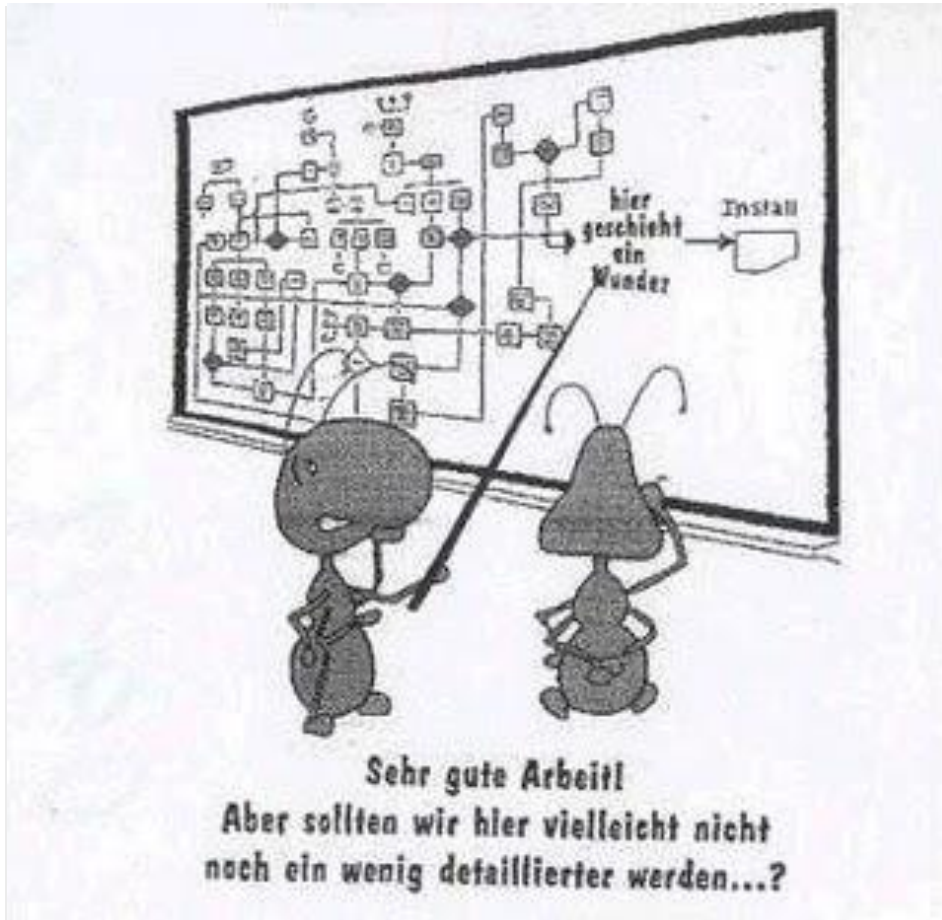 hier
geschieht
ein
Wunder
Install
Sehr gute Arbeit!
Aber sollten wir hier vielleicht nicht
noch ein wenig detaillierter werden...?